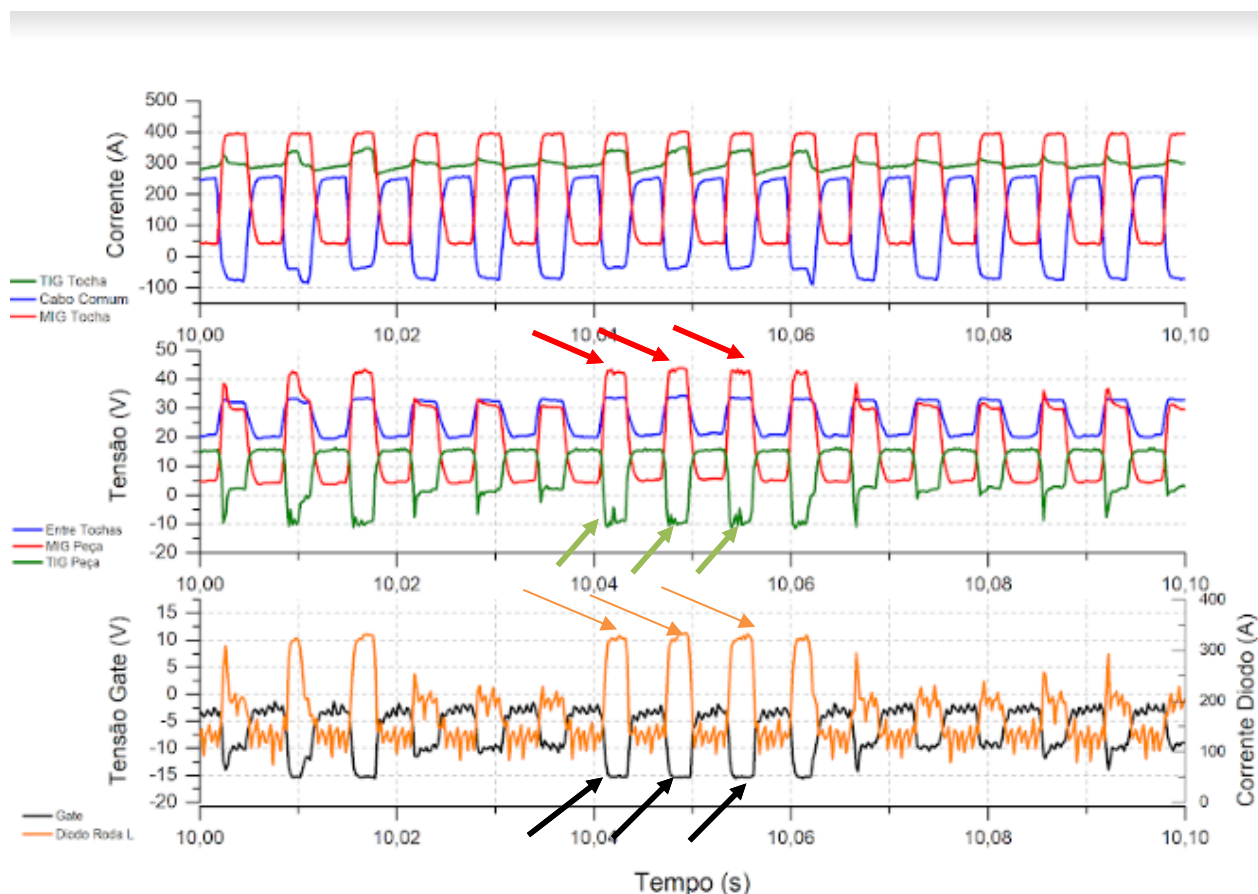 500
400
300
200
100
0
-100
Corrente (A)
TIG Tocha
Cabo Comum
MIG Tocha
10,00 10,02 10,04 10,06 10,08 10,10
50
40
30
20
10
0
-10
-20
Tensão (V)
Entre Tochas
MIG Peça
TIG Peça
10,00 10,02 10,04 10,06 10,08 10,10
15
10
5
0
-5
-10
-15
-20
Tensão Gate (V)
400
300
200
100
0
Corrente Diodo (A)
Gate
Diodo Roda L
10,00 10,02 10,04 10,06 10,08 10,10
Tempo (s)